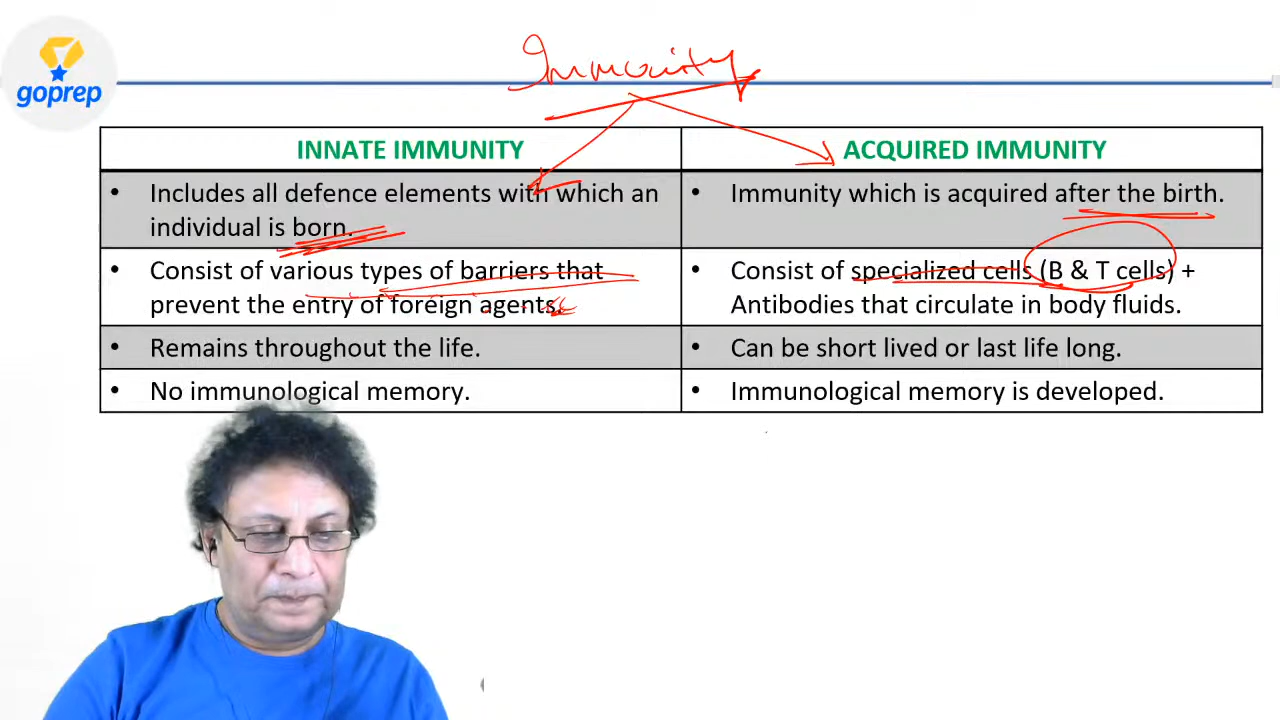 Immunity
goprep
INNATE IMMUNITY
ACQUIRED IMMUNITY
• Includes all defence elements with which an
individual is born.
• Immunity which is acquired after the birth.
• Consist of various types of barriers that
prevent the entry of foreign agents.
• Consist of specialized cells (B & T cells) +
Antibodies that circulate in body fluids.
• Remains throughout the life.
• Can be short lived or last life long.
• No immunological memory.
• Immunological memory is developed.